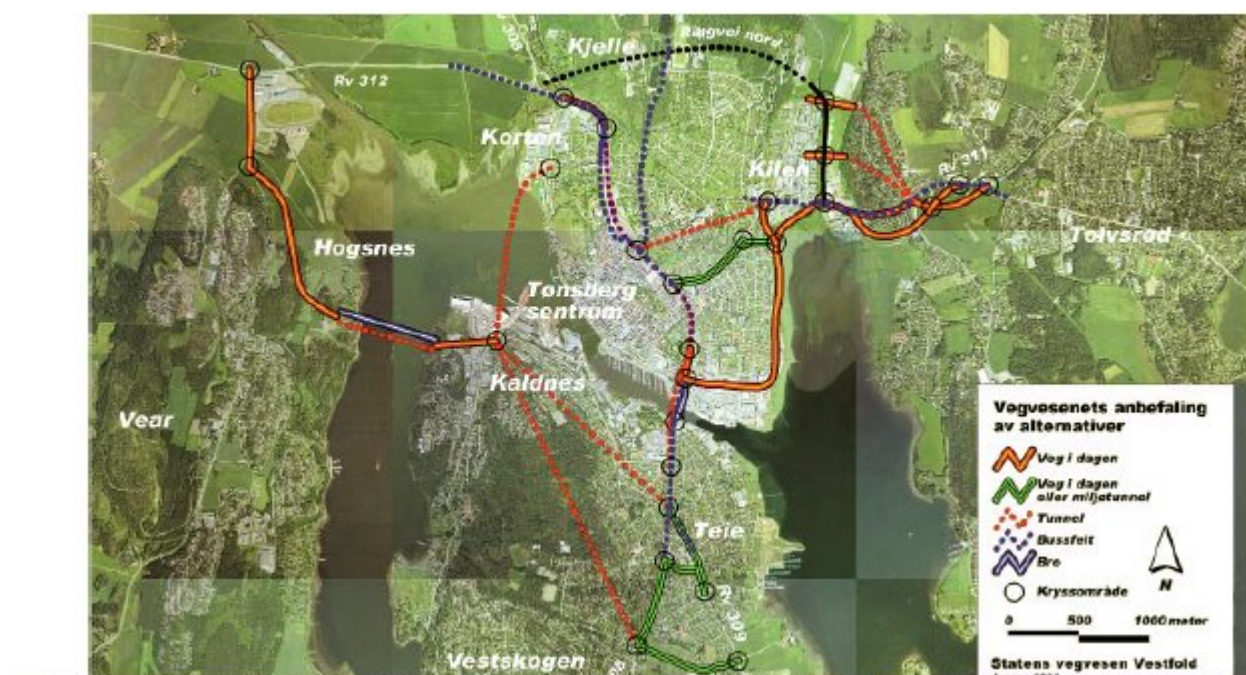 Kjelle
Ringvei nord
Rv 312
Korten
Kilen
Rv 311
Hogsnes
Tolvsrød
Tønsberg
sentrum
Kaldnes
Vear
Teie
Rv 309
Vestskogen
Vegvesenets anbefaling
av alternativer
Veg i dagen
Veg i dagen
eller miljøtunnel
Tunnel
Bussfelt
Bro
Kryssområde
N
0 500 1000 meter
Statens vegvesen Vestfold